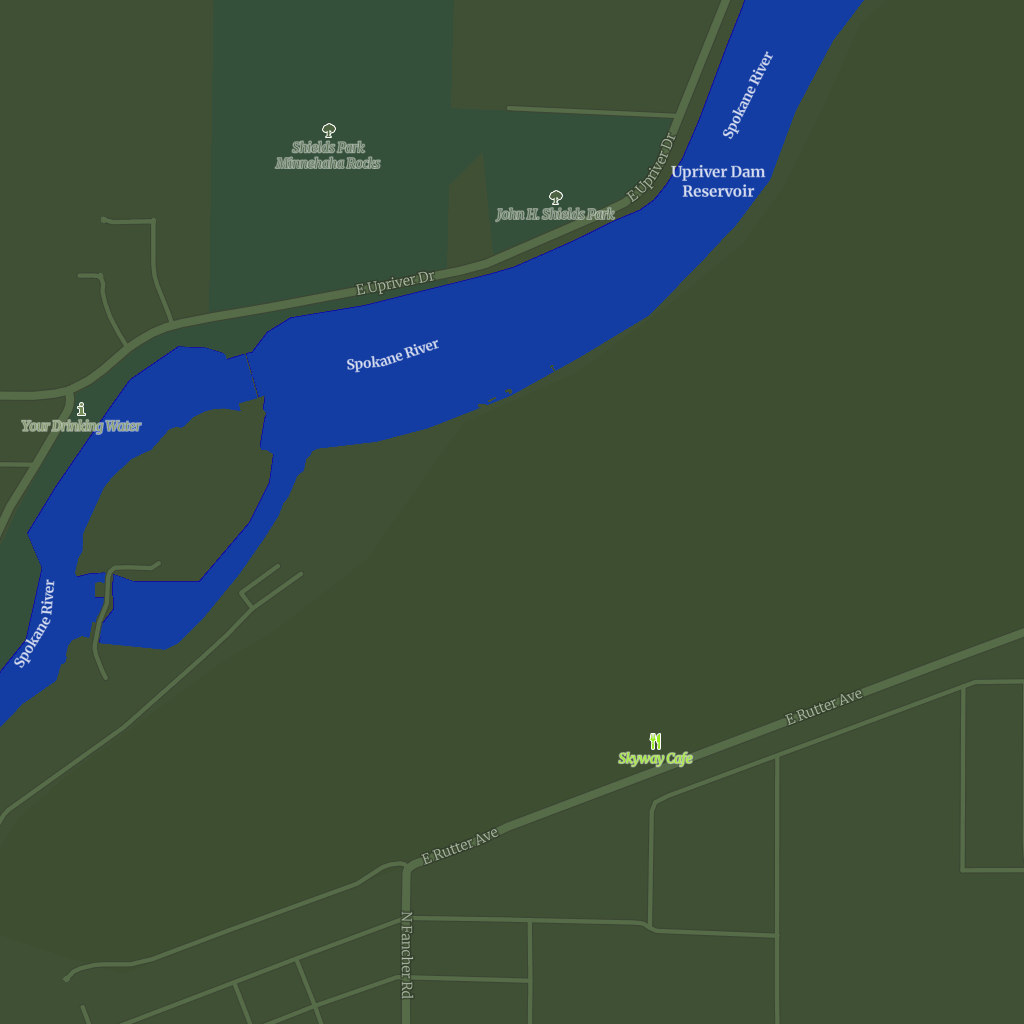 Spokane River
Shields Park
Minnehaha Rocks
E Upriver Dr
Upriver Dam
Reservoir
John H. Shields Park
E Upriver Dr
Spokane River
Your Drinking Water
Spokane River
E Rutter Ave
Skyway Cafe
E Rutter Ave
N Fancher Rd